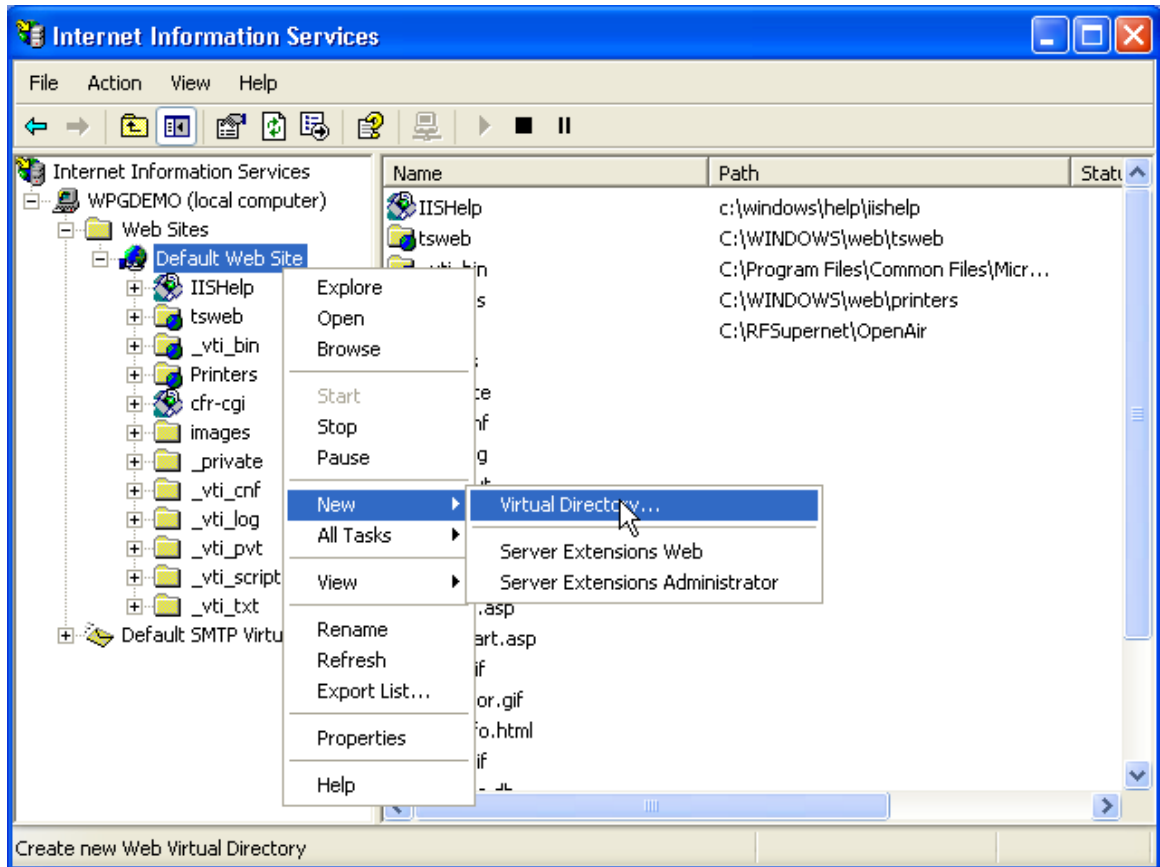 Internet Information Services
File Action View Help
Internet Information Services
WPGDEMO (local computer)
Web Sites
Default Web Site
IISHelp
tsweb
_vti_bin
Printers
cfr-cgi
images
_private
_vti_cnf
_vti_log
_vti_pvt
_vti_script
_vti_txt
Default SMTP Virtu
Explore
Open
Browse
Start
Stop
Pause
New
All Tasks
View
Rename
Refresh
Export List...
Properties
Help
Virtual Directory...
Server Extensions Web
Server Extensions Administrator
Name Path Statu
IISHelp c:\windows\help\iishelp
tsweb C:\WINDOWS\web\tsweb
C:\Program Files\Common Files\Micr...
s C:\WINDOWS\web\printers
C:\RFSupernet\OpenAir
.asp
art.asp
if
or.gif
fo.html
if
Create new Web Virtual Directory